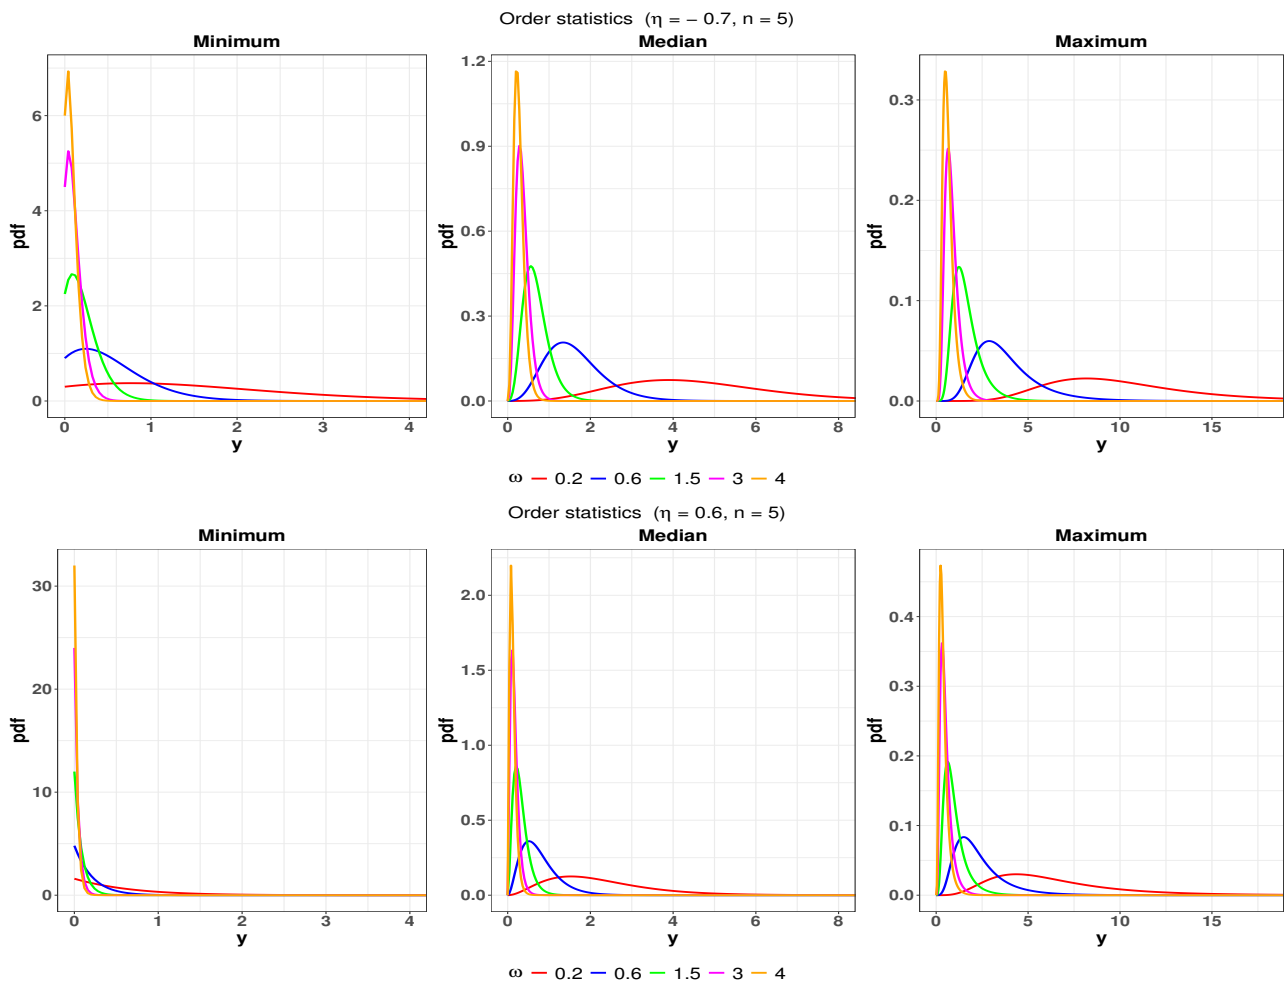 Order statistics (η = − 0.7, n = 5)
Minimum
Median
Maximum
pdf
6
4
2
0
0 1 2 3 4
y
pdf
1.2
0.9
0.6
0.3
0.0
0 2 4 6 8
y
pdf
0.3
0.2
0.1
0.0
0 5 10 15
y
ω 0.2 0.6 1.5 3 4
Order statistics (η = 0.6, n = 5)
Minimum
Median
Maximum
pdf
30
20
10
0
0 1 2 3 4
y
pdf
2.0
1.5
1.0
0.5
0.0
0 2 4 6 8
y
pdf
0.4
0.3
0.2
0.1
0.0
0 5 10 15
y
ω 0.2 0.6 1.5 3 4